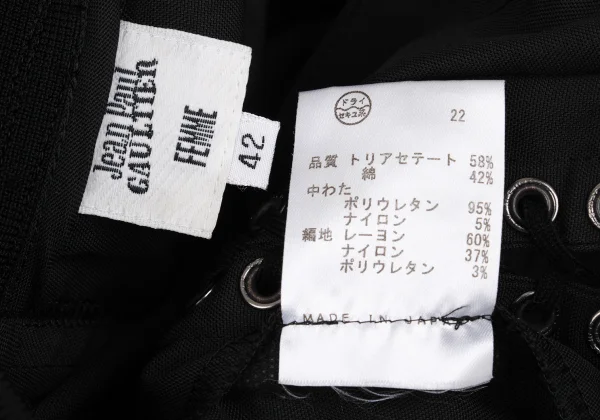 Jean Paul
GAULTIER
FEMME
42
ドライ
セキユ系
22
品質 トリアセテート 58%
綿 42%
中わた
ポリウレタン 95%
ナイロン 5%
編地 レーヨン 60%
ナイロン 37%
ポリウレタン 3%
MADE IN JAPAN